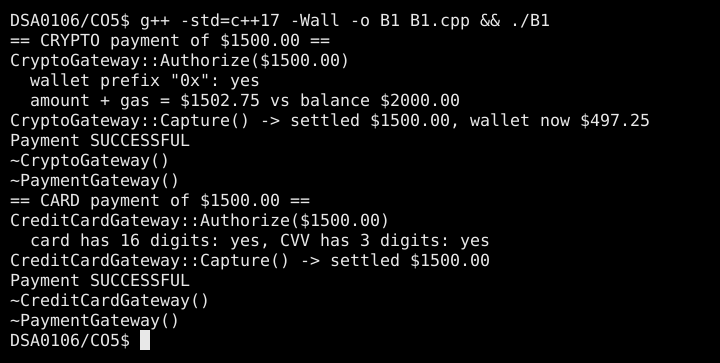 DSA0106/CO5$ g++ -std=c++17 -Wall -o B1 B1.cpp && ./B1
== CRYPTO payment of $1500.00 ==
CryptoGateway::Authorize($1500.00)
  wallet prefix "0x": yes
  amount + gas = $1502.75 vs balance $2000.00
CryptoGateway::Capture() -> settled $1500.00, wallet now $497.25
Payment SUCCESSFUL
~CryptoGateway()
~PaymentGateway()
== CARD payment of $1500.00 ==
CreditCardGateway::Authorize($1500.00)
  card has 16 digits: yes, CVV has 3 digits: yes
CreditCardGateway::Capture() -> settled $1500.00
Payment SUCCESSFUL
~CreditCardGateway()
~PaymentGateway()
DSA0106/CO5$